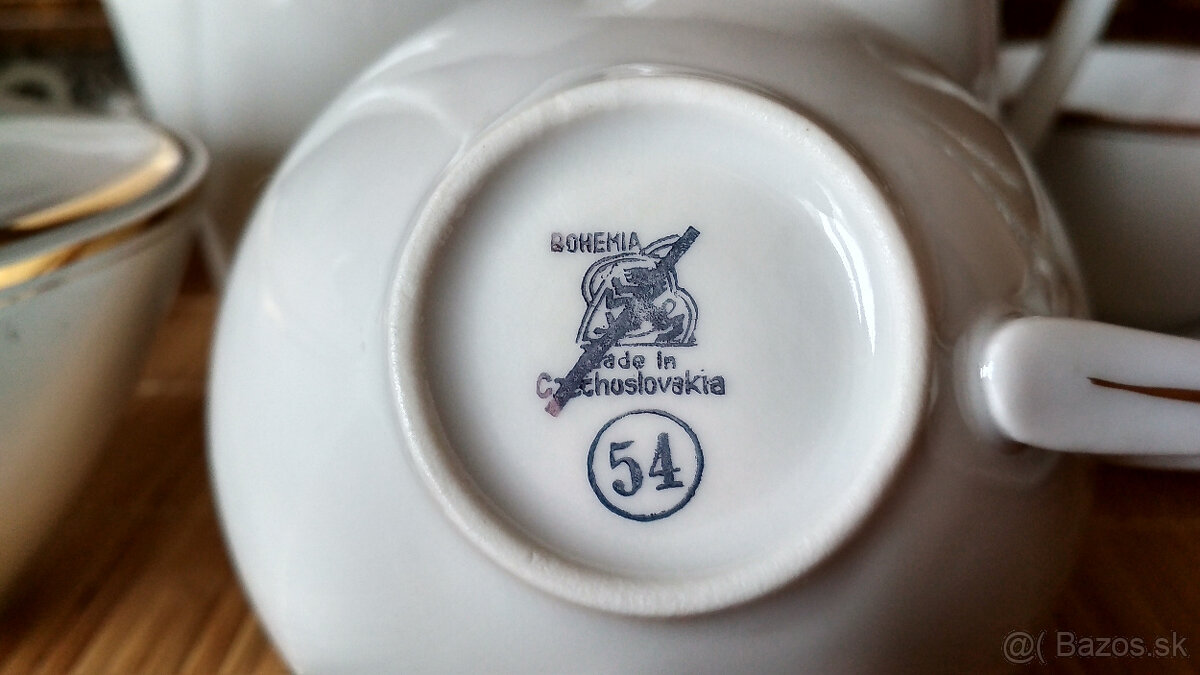 BOHEMIA
Made in
Czechoslovakia
54
@( Bazos.sk